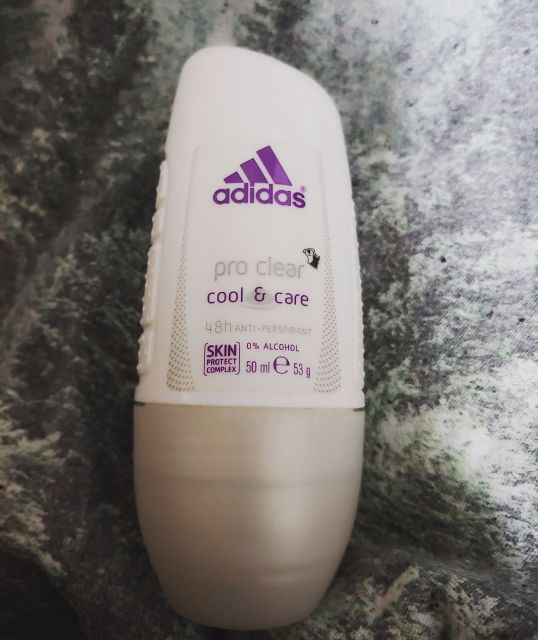 adidas®
pro clear
cool & care
48h ANTI-PERSPIRANT
0% ALCOHOL
SKIN
PROTECT
COMPLEX
50 ml ℮ 53 g